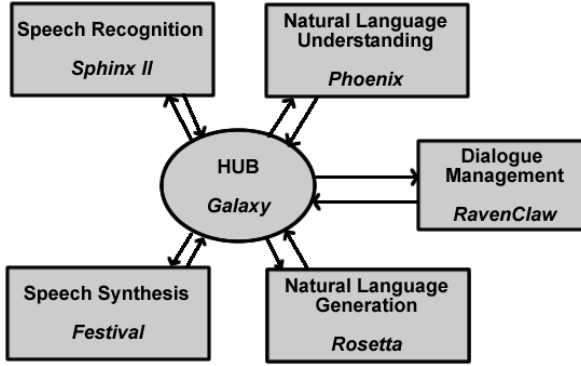 Speech Recognition
Sphinx II
Natural Language
Understanding
Phoenix
HUB
Galaxy
Dialogue
Management
RavenClaw
Speech Synthesis
Festival
Natural Language
Generation
Rosetta